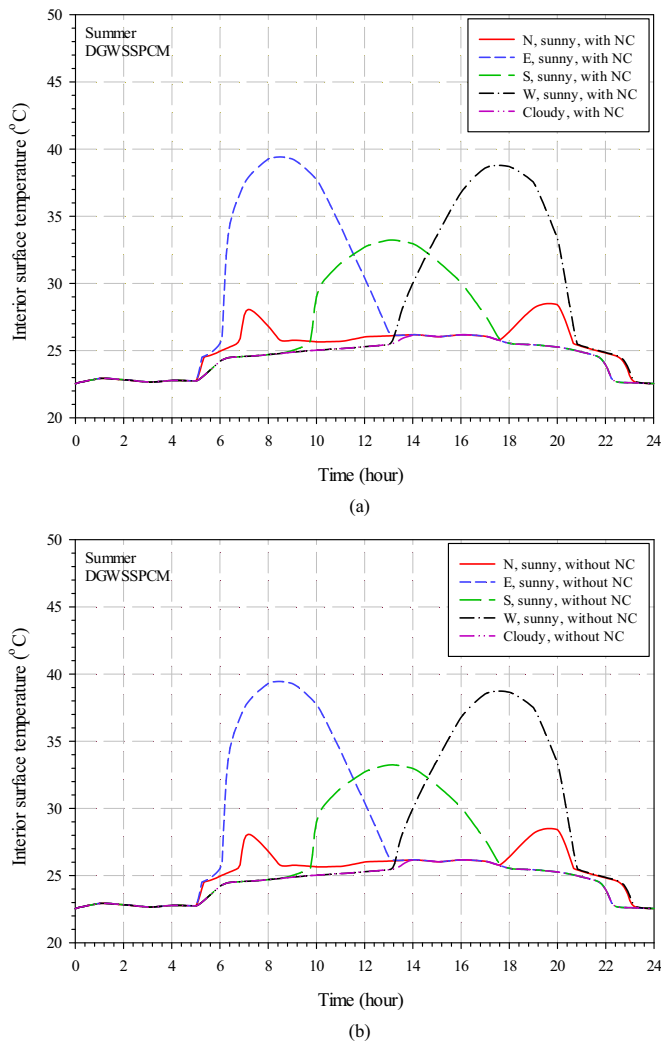 50
Summer
DGWSSPCM
N, sunny, with NC
E, sunny, with NC
S, sunny, with NC
W, sunny, with NC
Cloudy, with NC
45
40
35
30
25
20
Interior surface temperature (°C)
0 2 4 6 8 10 12 14 16 18 20 22 24
Time (hour)
(a)
50
Summer
DGWSSPCM
N, sunny, without NC
E, sunny, without NC
S, sunny, without NC
W, sunny, without NC
Cloudy, without NC
45
40
35
30
25
20
Interior surface temperature (°C)
0 2 4 6 8 10 12 14 16 18 20 22 24
Time (hour)
(b)